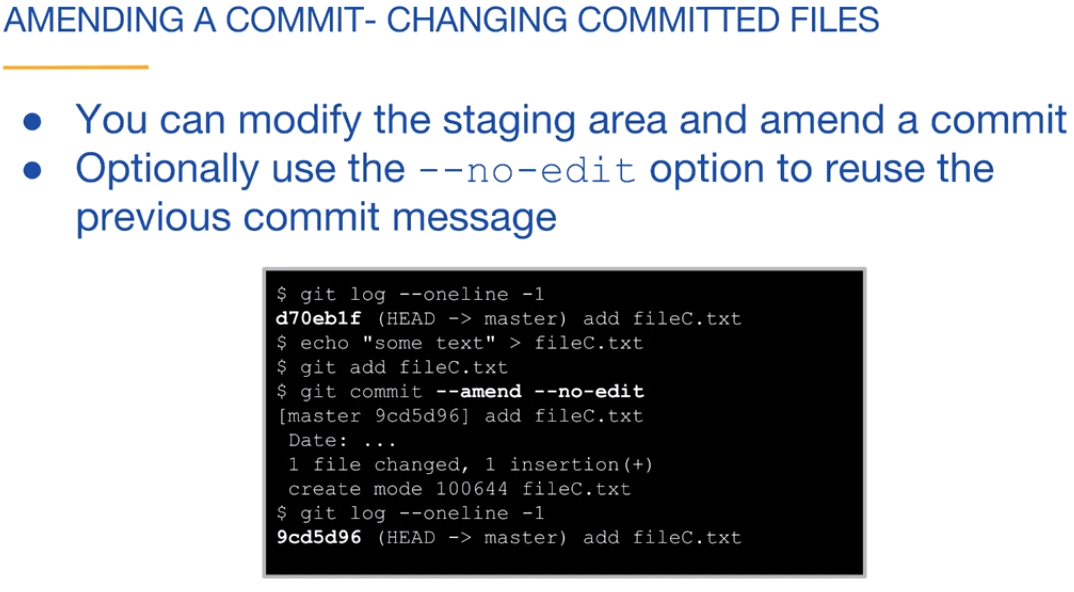 AMENDING A COMMIT- CHANGING COMMITTED FILES
● You can modify the staging area and amend a commit
● Optionally use the --no-edit option to reuse the
previous commit message
$ git log --oneline -1
d70eb1f (HEAD -> master) add fileC.txt
$ echo "some text" > fileC.txt
$ git add fileC.txt
$ git commit --amend --no-edit
[master 9cd5d96] add fileC.txt
Date: ...
1 file changed, 1 insertion(+)
create mode 100644 fileC.txt
$ git log --oneline -1
9cd5d96 (HEAD -> master) add fileC.txt